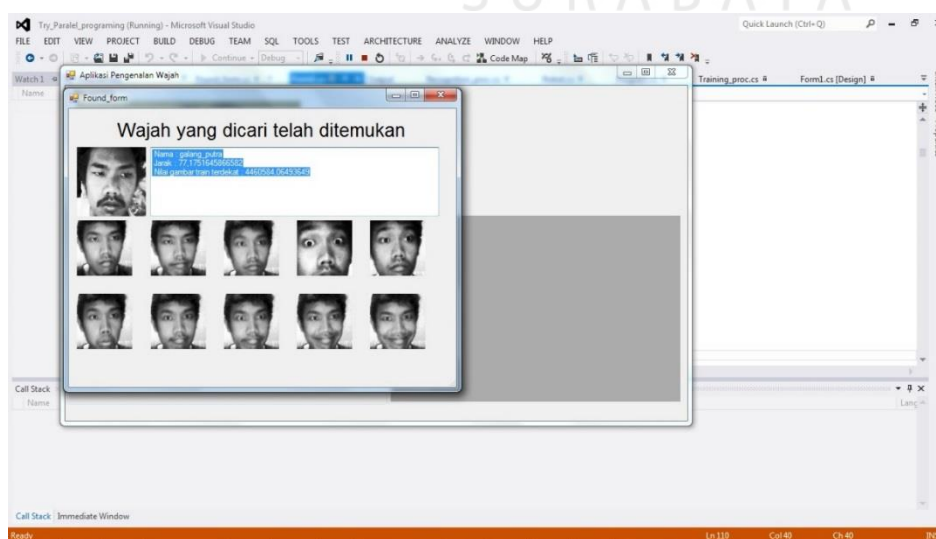 SURABAYA
Try_Paralel_programing (Running) - Microsoft Visual Studio
Quick Launch (Ctrl+Q)
FILE EDIT VIEW PROJECT BUILD DEBUG TEAM SQL TOOLS TEST ARCHITECTURE ANALYZE WINDOW HELP
Continue Debug Code Map
Watch 1 Aplikasi Pengenalan Wajah Training_proc.cs Form1.cs [Design]
Name Found_form
Wajah yang dicari telah ditemukan
Nama : galang_putra
Jarak : 77.1751645866582
Nilai gambar train terdekat : 4460584.06493649
Call Stack
Name Lang
Call Stack Immediate Window
Ready Ln 110 Col 40 Ch 40 INS